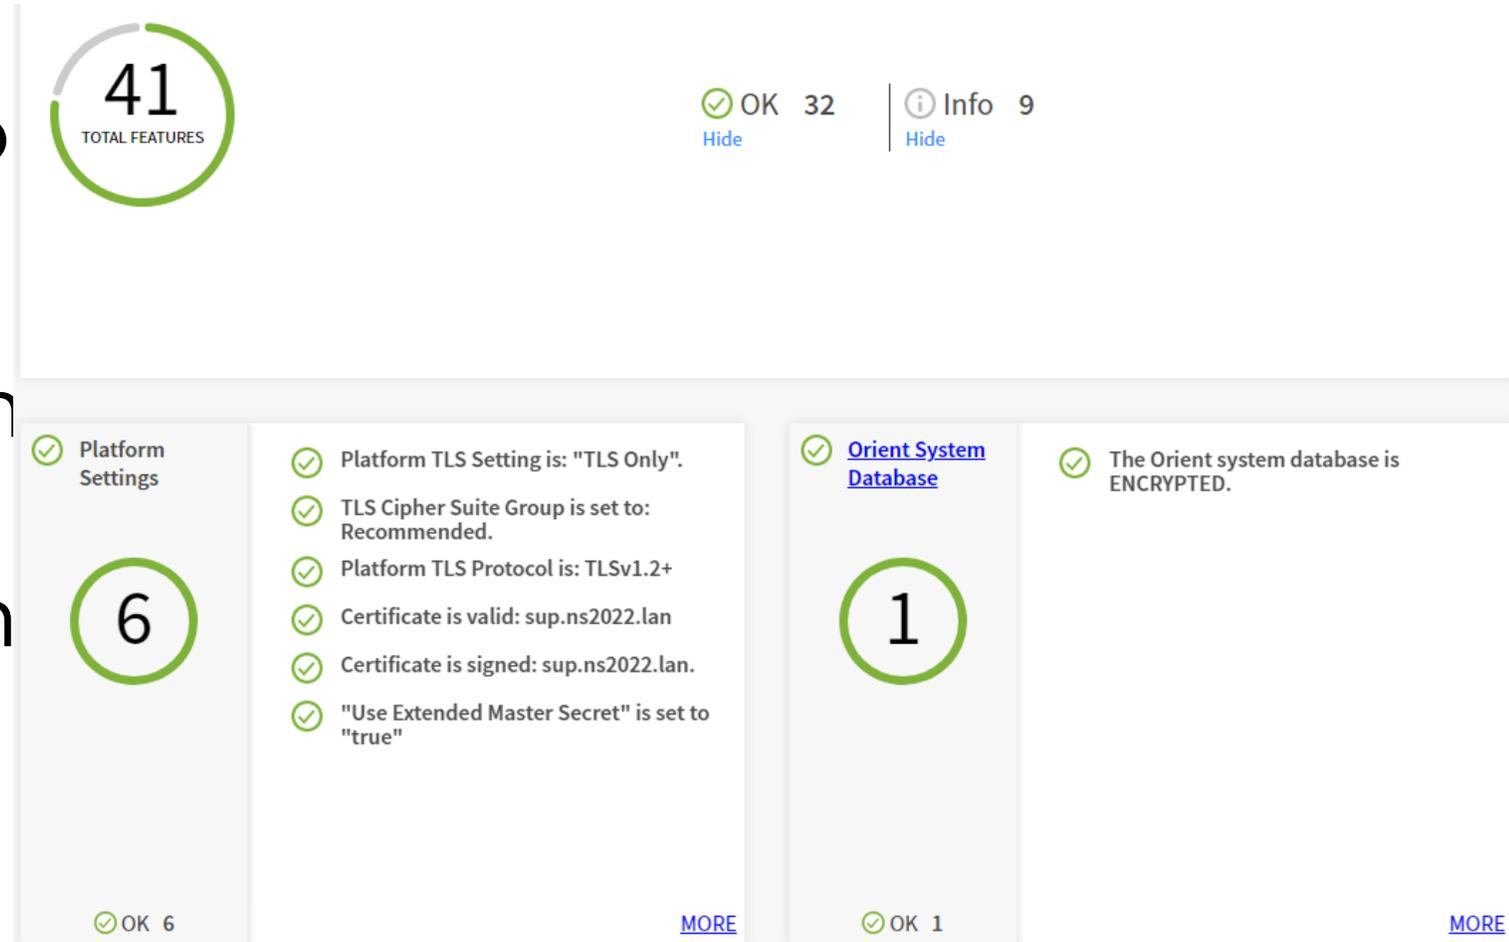 41
TOTAL FEATURES
OK 32
Hide
Info 9
Hide
Platform
Settings
6
OK 6
Platform TLS Setting is: "TLS Only".
TLS Cipher Suite Group is set to:
Recommended.
Platform TLS Protocol is: TLSv1.2+
Certificate is valid: sup.ns2022.lan
Certificate is signed: sup.ns2022.lan.
"Use Extended Master Secret" is set to
"true"
MORE
Orient System
Database
1
OK 1
The Orient system database is
ENCRYPTED.
MORE